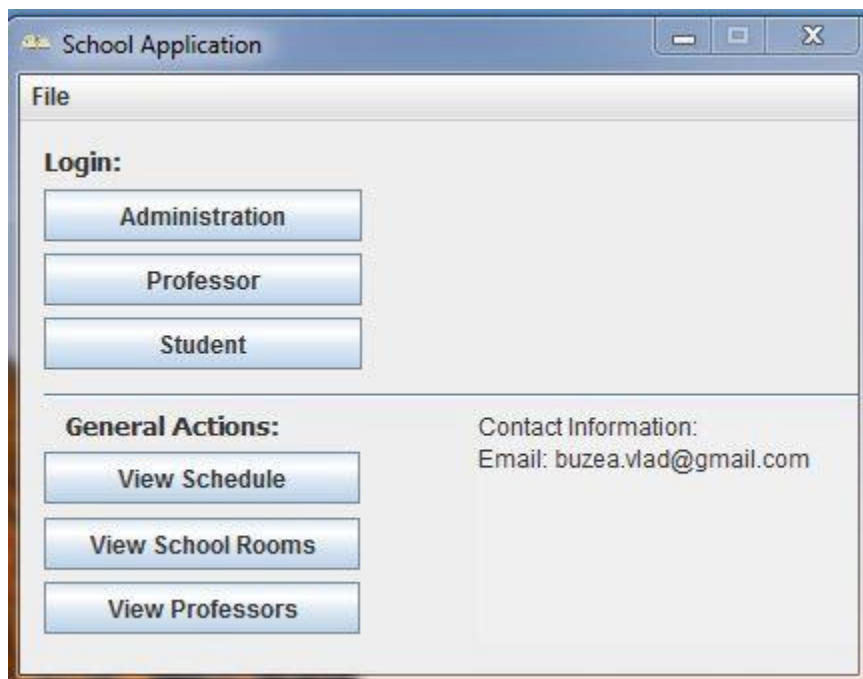 School Application
File
Login:
Administration
Professor
Student
General Actions:
View Schedule
View School Rooms
View Professors
Contact Information:
Email: buzea.vlad@gmail.com